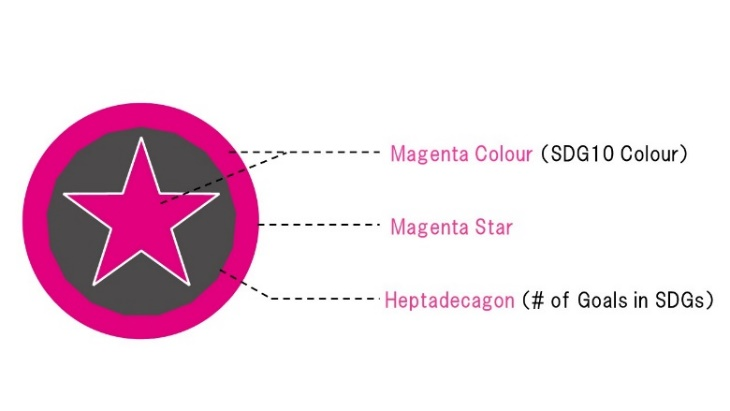 Magenta Colour (SDG10 Colour)
Magenta Star
Heptadecagon (# of Goals in SDGs)